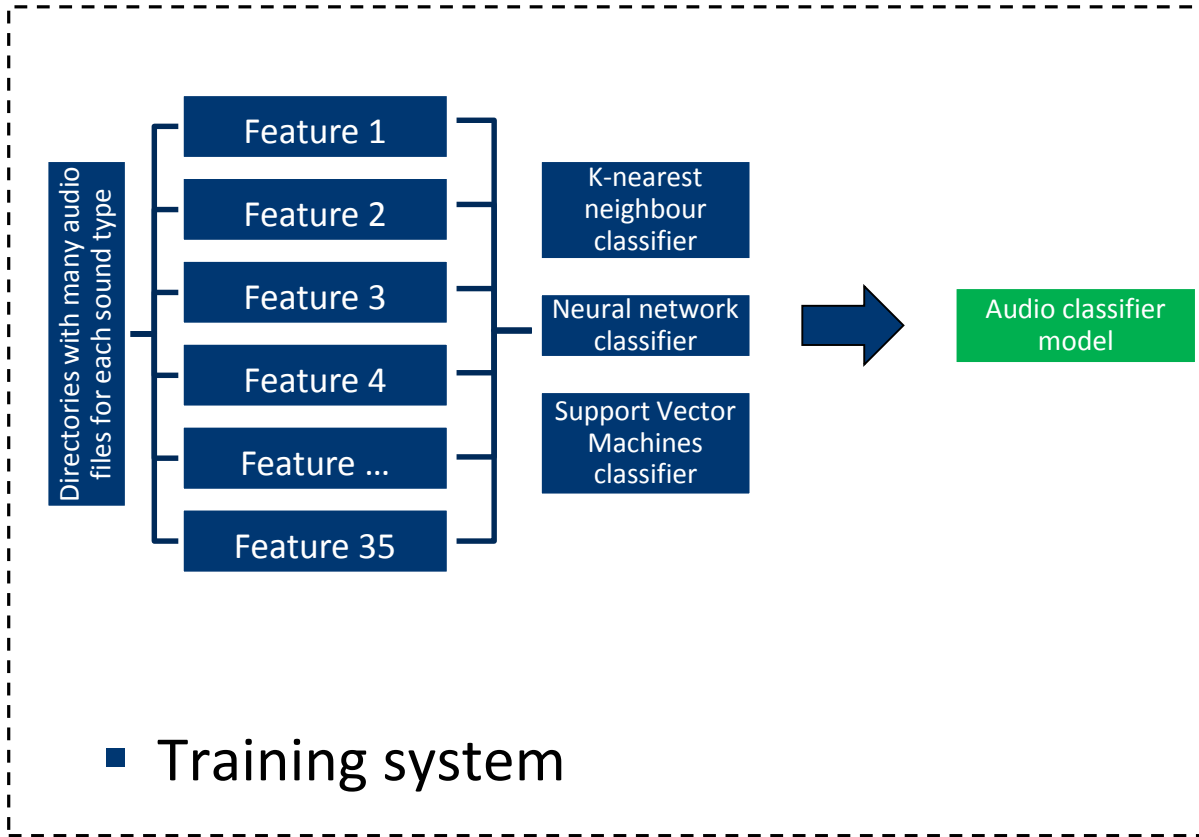 Directories with many audio
files for each sound type
Feature 1
Feature 2
Feature 3
Feature 4
Feature ...
Feature 35
K-nearest
neighbour
classifier
Neural network
classifier
Support Vector
Machines
classifier
Audio classifier
model
▪ Training system